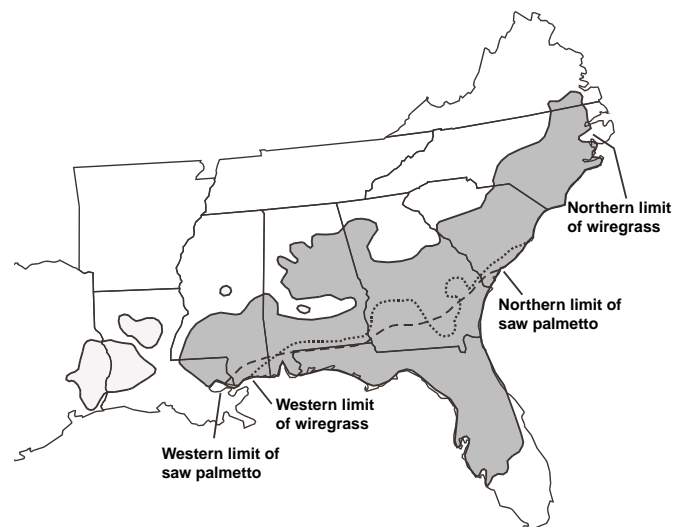 Northern limit
of wiregrass
Northern limit of
saw palmetto
Western limit
of wiregrass
Western limit of
saw palmetto